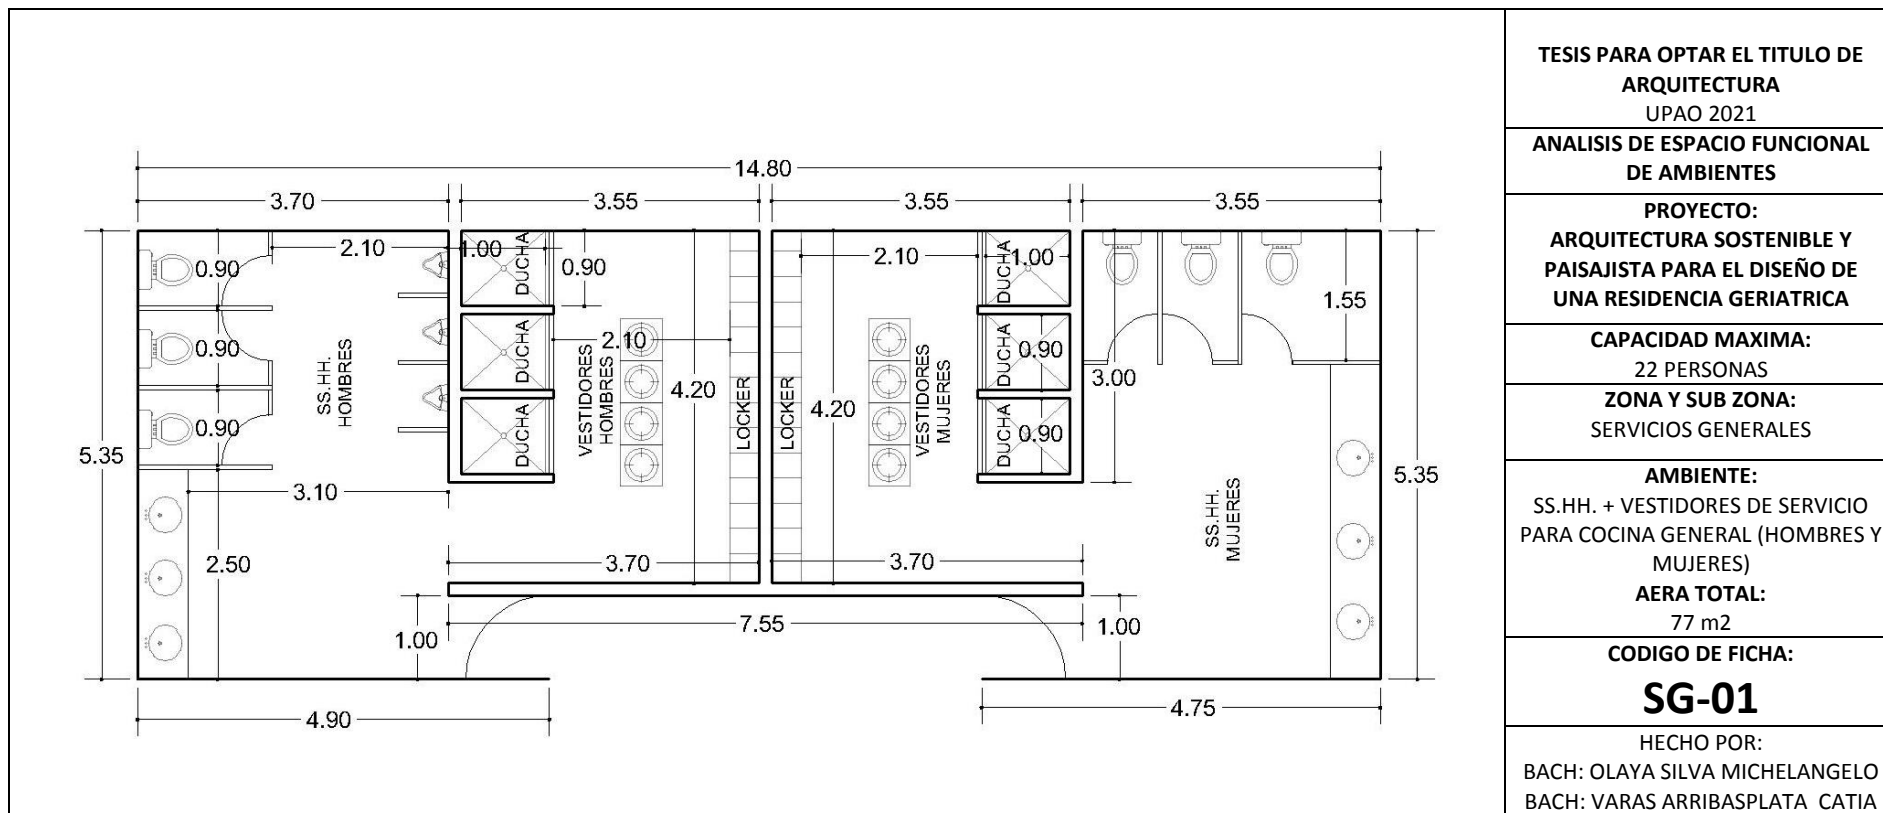 14.80
3.70
3.55
3.55
3.55
2.10
1.00
0.90
2.10
1.00
0.90
0.90
0.90
DUCHA
DUCHA
DUCHA
DUCHA
DUCHA
DUCHA
0.90
0.90
1.55
2.10
3.00
SS.HH.
HOMBRES
VESTIDORES
HOMBRES
4.20
LOCKER
LOCKER
4.20
VESTIDORES
MUJERES
SS.HH.
MUJERES
5.35
3.10
5.35
2.50
3.70
3.70
1.00
7.55
1.00
4.90
4.75
TESIS PARA OPTAR EL TITULO DE
ARQUITECTURA
UPAO 2021
ANALISIS DE ESPACIO FUNCIONAL
DE AMBIENTES
PROYECTO:
ARQUITECTURA SOSTENIBLE Y
PAISAJISTA PARA EL DISEÑO DE
UNA RESIDENCIA GERIATRICA
CAPACIDAD MAXIMA:
22 PERSONAS
ZONA Y SUB ZONA:
SERVICIOS GENERALES
AMBIENTE:
SS.HH. + VESTIDORES DE SERVICIO
PARA COCINA GENERAL (HOMBRES Y
MUJERES)
AERA TOTAL:
77 m2
CODIGO DE FICHA:
SG-01
HECHO POR:
BACH: OLAYA SILVA MICHELANGELO
BACH: VARAS ARRIBASPLATA CATIA